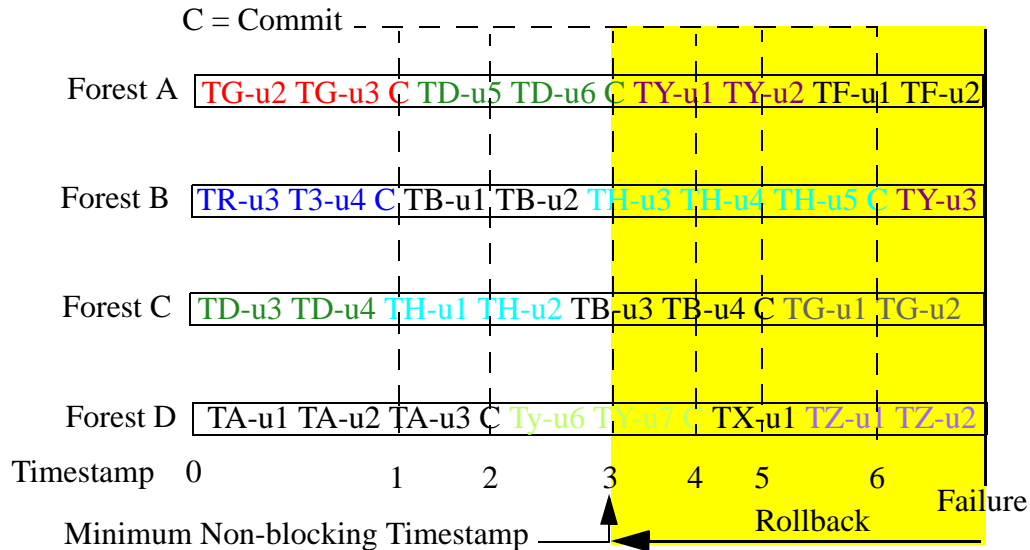 C = Commit
Forest A TG-u2 TG-u3 C TD-u5 TD-u6 C TY-u1 TY-u2 TF-u1 TF-u2
Forest B TR-u3 T3-u4 C TB-u1 TB-u2 TH-u3 TH-u4 TH-u5 C TY-u3
Forest C TD-u3 TD-u4 TH-u1 TH-u2 TB-u3 TB-u4 C TG-u1 TG-u2
Forest D TA-u1 TA-u2 TA-u3 C Ty-u6 TY-u7 C TX-u1 TZ-u1 TZ-u2
Timestamp 0 1 2 3 4 5 6
Failure
Minimum Non-blocking Timestamp Rollback